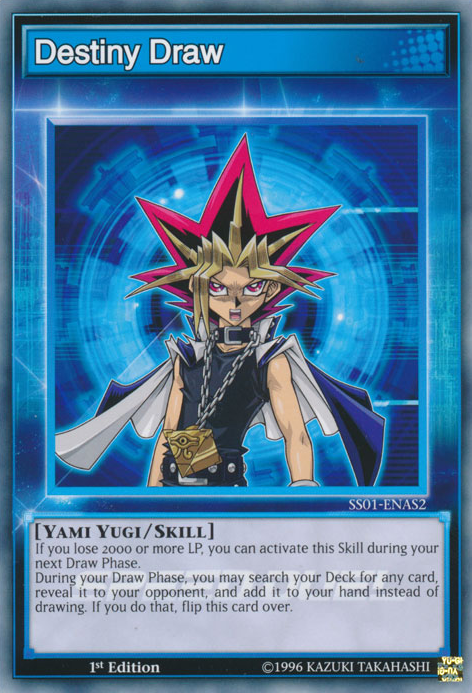 Destiny Draw
SS01-ENAS2
[YAMI YUGI/SKILL]
If you lose 2000 or more LP, you can activate this Skill during your
next Draw Phase.
During your Draw Phase, you may search your Deck for any card,
reveal it to your opponent, and add it to your hand instead of
drawing. If you do that, flip this card over.
1st Edition
©1996 KAZUKI TAKAHASHI